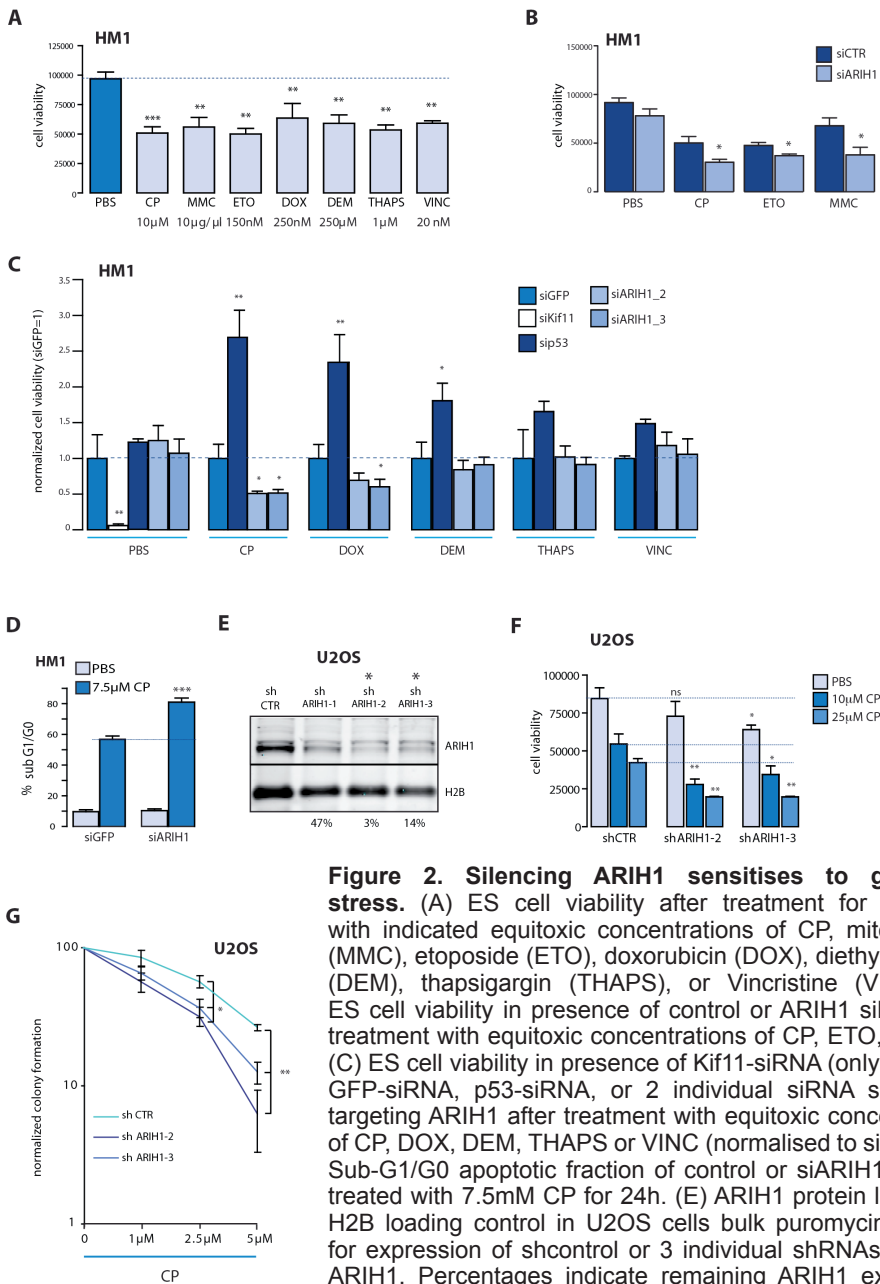 A
HM1
cell viability
125000
100000
75000
50000
25000
0
***
**
**
**
**
**
**
PBS
CP
MMC
ETO
DOX
DEM
THAPS
VINC
10µM
10µg/µl
150nM
250nM
250µM
1µM
20 nM
B
HM1
cell viability
150000
100000
50000
0
siCTR
siARIH1
*
*
*
PBS
CP
ETO
MMC
C
HM1
normalized cell viability (siGFP=1)
3.5
3.0
2.5
2.0
1.5
1.0
0.5
0
siGFP
siKif11
sip53
siARIH1_2
siARIH1_3
**
**
*
*
**
*
*
PBS
CP
DOX
DEM
THAPS
VINC
D
HM1
PBS
7.5µM CP
***
% sub G1/G0
80
60
40
20
10
0
siGFP
siARIH1
E
U2OS
* *
sh CTR
sh ARIH1-1
sh ARIH1-2
sh ARIH1-3
ARIH1
H2B
47% 3% 14%
F
U2OS
cell viability
100000
75000
50000
25000
0
PBS
10µM CP
25µM CP
ns
**
**
*
*
**
shCTR
shARIH1-2
shARIH1-3
G
U2OS
normalized colony formation
100
10
1
*
**
sh CTR
sh ARIH1-2
sh ARIH1-3
0
1µM
2.5µM
5µM
CP
Figure 2. Silencing ARIH1 sensitises to g
stress. (A) ES cell viability after treatment for
with indicated equitoxic concentrations of CP, mito
(MMC), etoposide (ETO), doxorubicin (DOX), diethy
(DEM), thapsigargin (THAPS), or Vincristine (V
ES cell viability in presence of control or ARIH1 siR
treatment with equitoxic concentrations of CP, ETO,
(C) ES cell viability in presence of Kif11-siRNA (only
GFP-siRNA, p53-siRNA, or 2 individual siRNA s
targeting ARIH1 after treatment with equitoxic conce
of CP, DOX, DEM, THAPS or VINC (normalised to si
Sub-G1/G0 apoptotic fraction of control or siARIH1
treated with 7.5mM CP for 24h. (E) ARIH1 protein l
H2B loading control in U2OS cells bulk puromycin
for expression of shcontrol or 3 individual shRNAs
ARIH1. Percentages indicate remaining ARIH1 ex